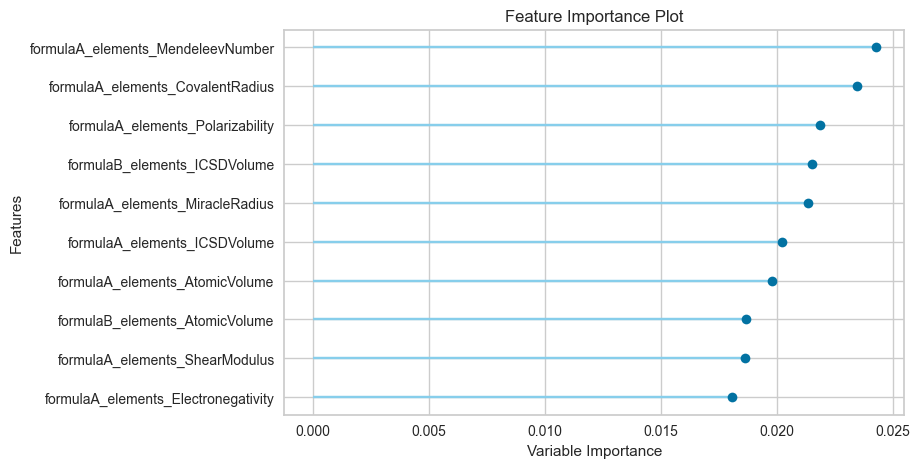 Feature Importance Plot
formulaA_elements_MendeleevNumber
formulaA_elements_CovalentRadius
formulaA_elements_Polarizability
formulaB_elements_ICSDVolume
formulaA_elements_MiracleRadius
formulaA_elements_ICSDVolume
formulaA_elements_AtomicVolume
formulaB_elements_AtomicVolume
formulaA_elements_ShearModulus
formulaA_elements_Electronegativity
Features
0.000 0.005 0.010 0.015 0.020 0.025
Variable Importance